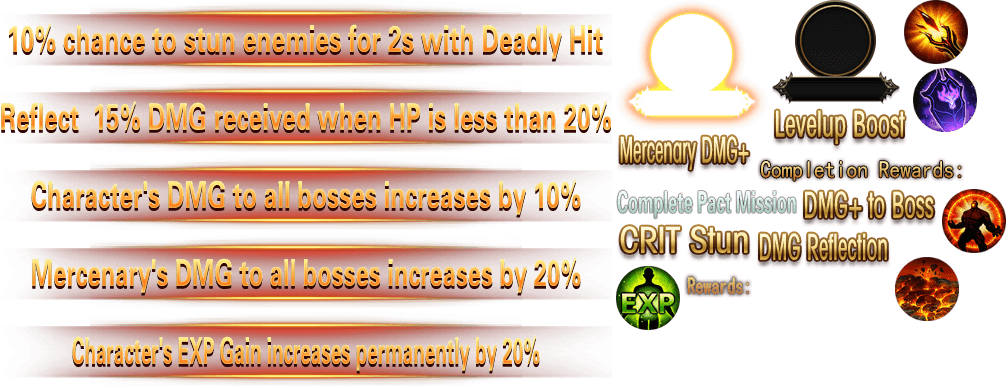 10% chance to stun enemies for 2s with Deadly Hit
Reflect 15% DMG received when HP is less than 20%
Character's DMG to all bosses increases by 10%
Mercenary's DMG to all bosses increases by 20%
Character's EXP Gain increases permanently by 20%
Levelup Boost
Mercenary DMG+
Completion Rewards:
Complete Pact Mission
DMG+ to Boss
CRIT Stun
DMG Reflection
EXP
Rewards: